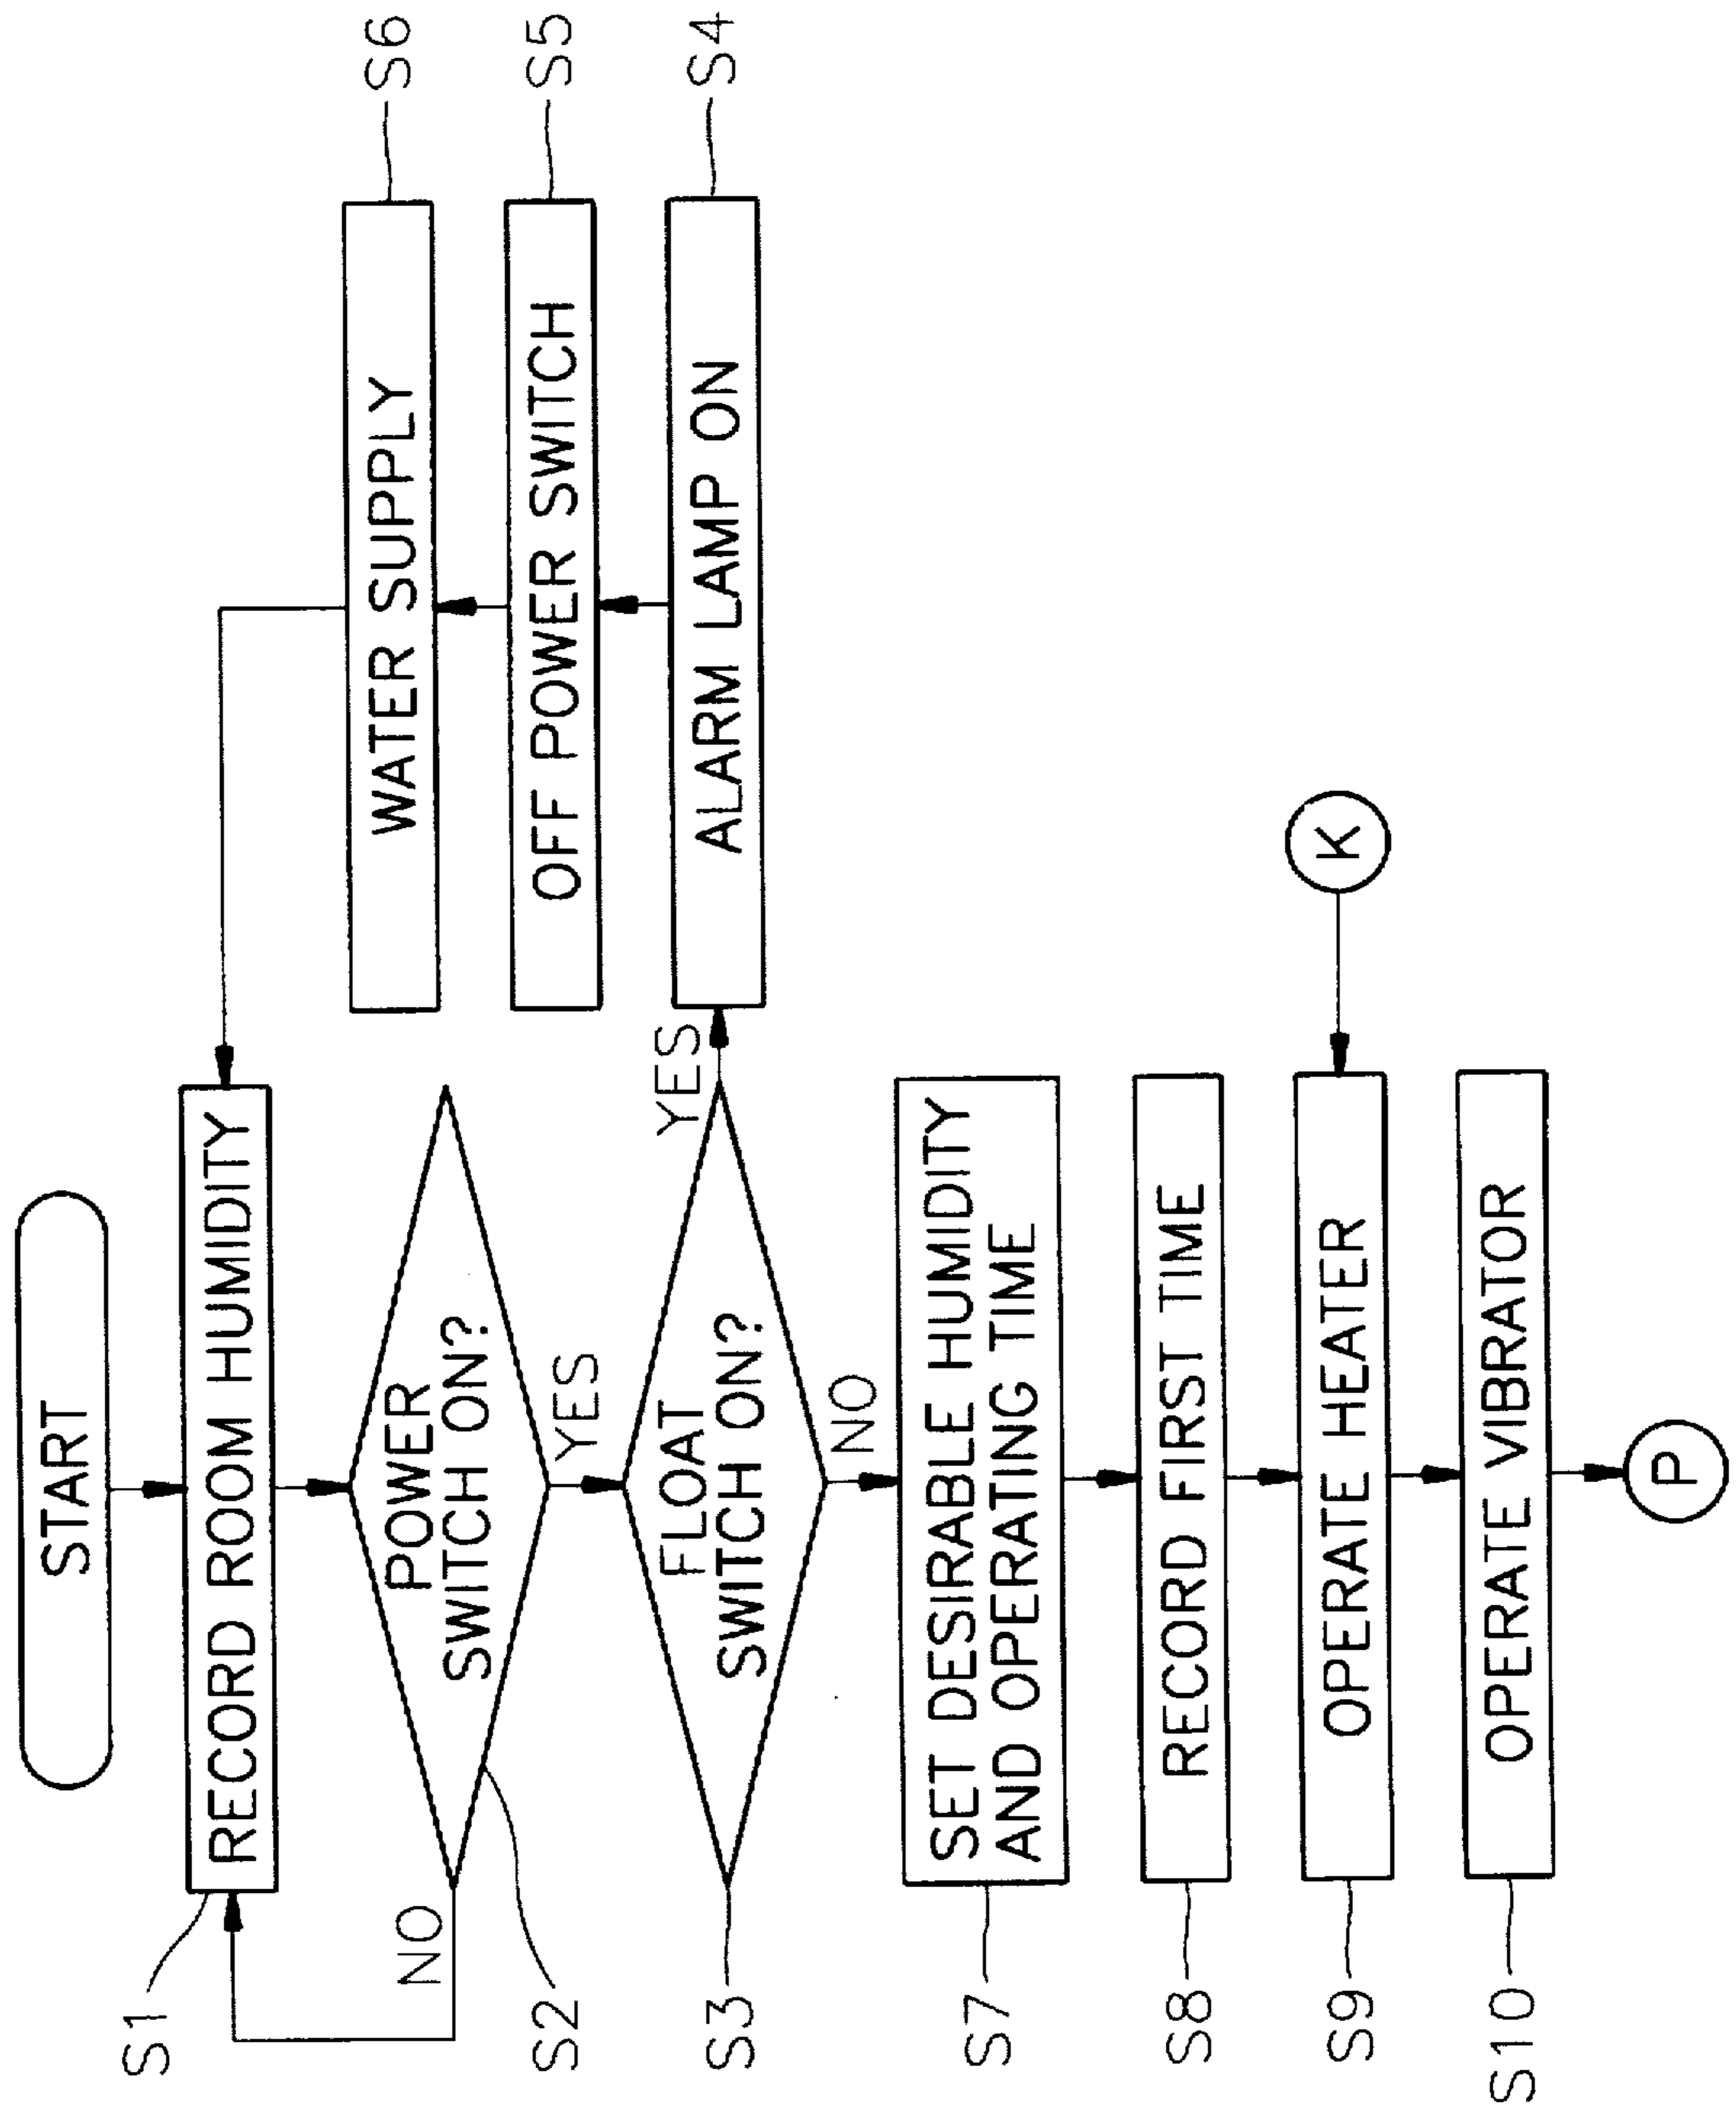 START
S1
RECORD ROOM HUMIDITY
NO
POWER
SWITCH ON?
S2
YES
FLOAT
SWITCH ON?
S3
YES
NO
ALARM LAMP ON
S4
OFF POWER SWITCH
S5
WATER SUPPLY
S6
S7
SET DESIRABLE HUMIDITY
AND OPERATING TIME
S8
RECORD FIRST TIME
S9
OPERATE HEATER
K
S10
OPERATE VIBRATOR
P